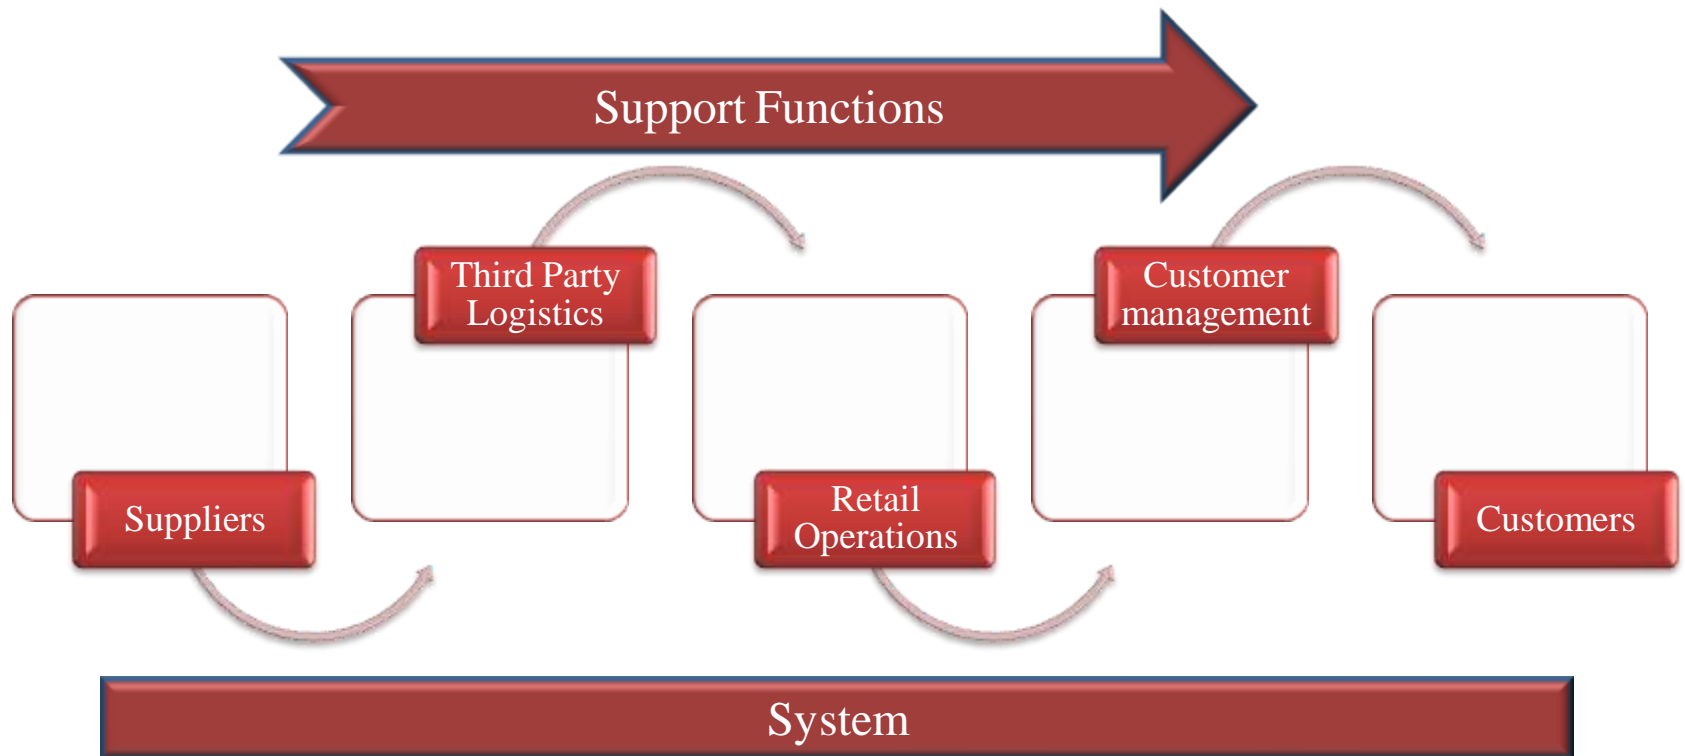 Support Functions
Third Party
Logistics
Customer
management
Suppliers
Retail
Operations
Customers
System